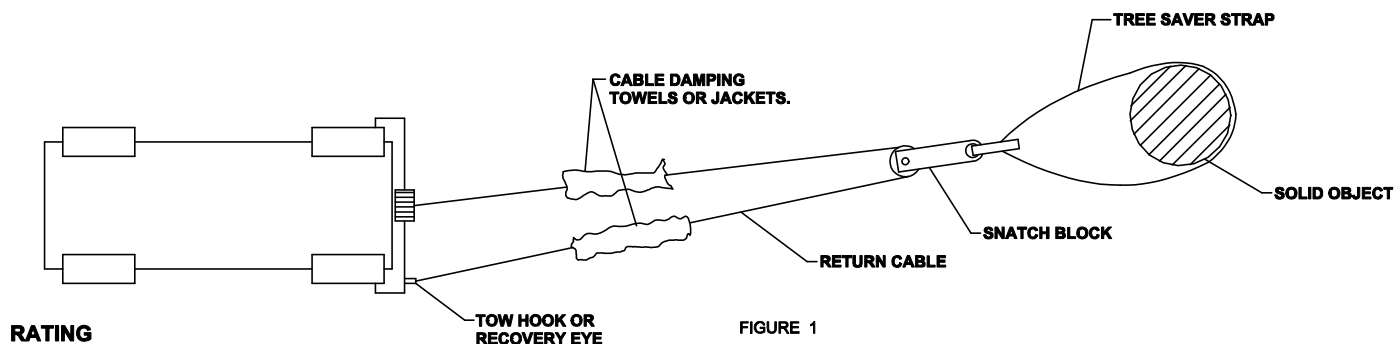 TREE SAVER STRAP
CABLE DAMPING
TOWELS OR JACKETS.
SOLID OBJECT
SNATCH BLOCK
RETURN CABLE
TOW HOOK OR
RECOVERY EYE
FIGURE 1
RATING